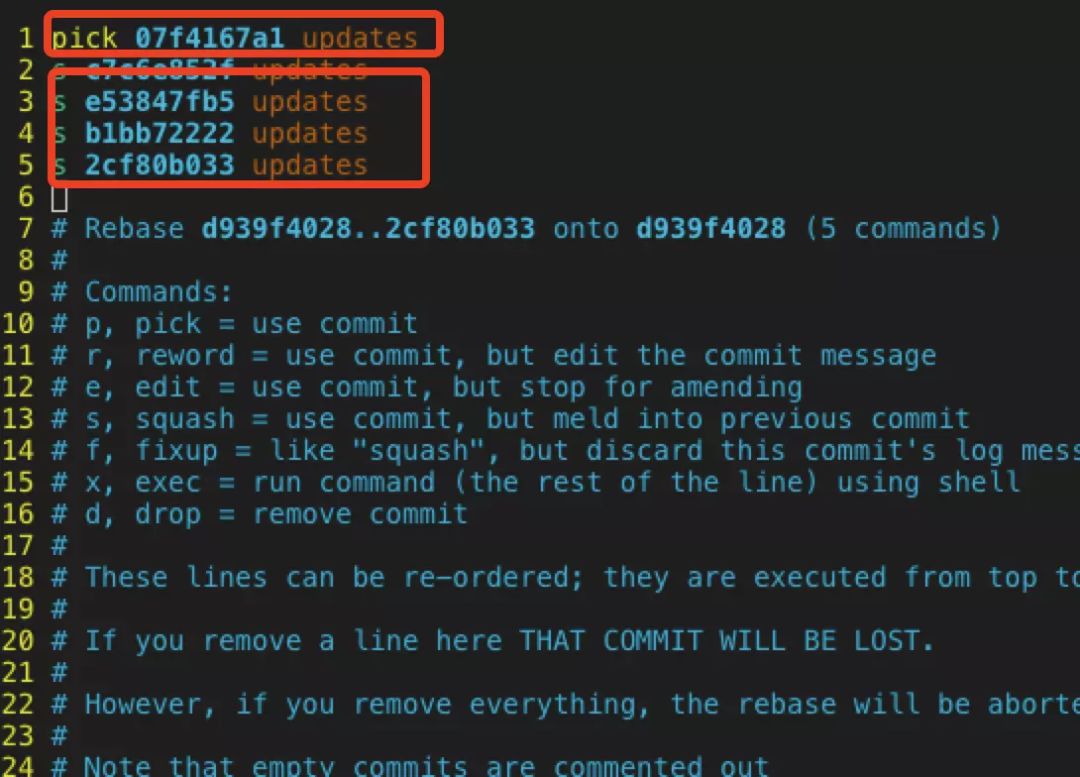 1 pick 07f4167a1 updates
2 s c7c6e852f updates
3 s e53847fb5 updates
4 s b1bb72222 updates
5 s 2cf80b033 updates
6
7 # Rebase d939f4028..2cf80b033 onto d939f4028 (5 commands)
8 #
9 # Commands:
10 # p, pick = use commit
11 # r, reword = use commit, but edit the commit message
12 # e, edit = use commit, but stop for amending
13 # s, squash = use commit, but meld into previous commit
14 # f, fixup = like "squash", but discard this commit's log mess
15 # x, exec = run command (the rest of the line) using shell
16 # d, drop = remove commit
17 #
18 # These lines can be re-ordered; they are executed from top to
19 #
20 # If you remove a line here THAT COMMIT WILL BE LOST.
21 #
22 # However, if you remove everything, the rebase will be aborte
23 #
24 # Note that empty commits are commented out